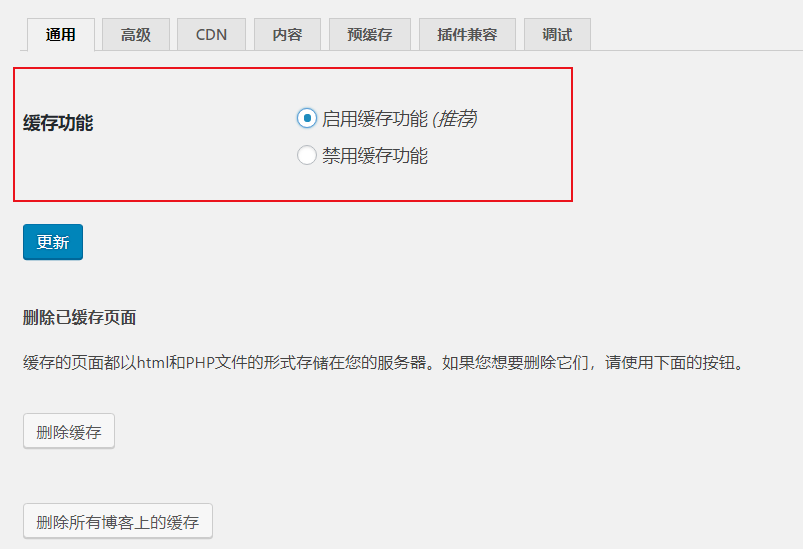 通用 高级 CDN 内容 预缓存 插件兼容 调试
缓存功能 启用缓存功能 (推荐)
禁用缓存功能
更新
删除已缓存页面
缓存的页面都以html和PHP文件的形式存储在您的服务器。如果您想要删除它们，请使用下面的按钮。
删除缓存
删除所有博客上的缓存